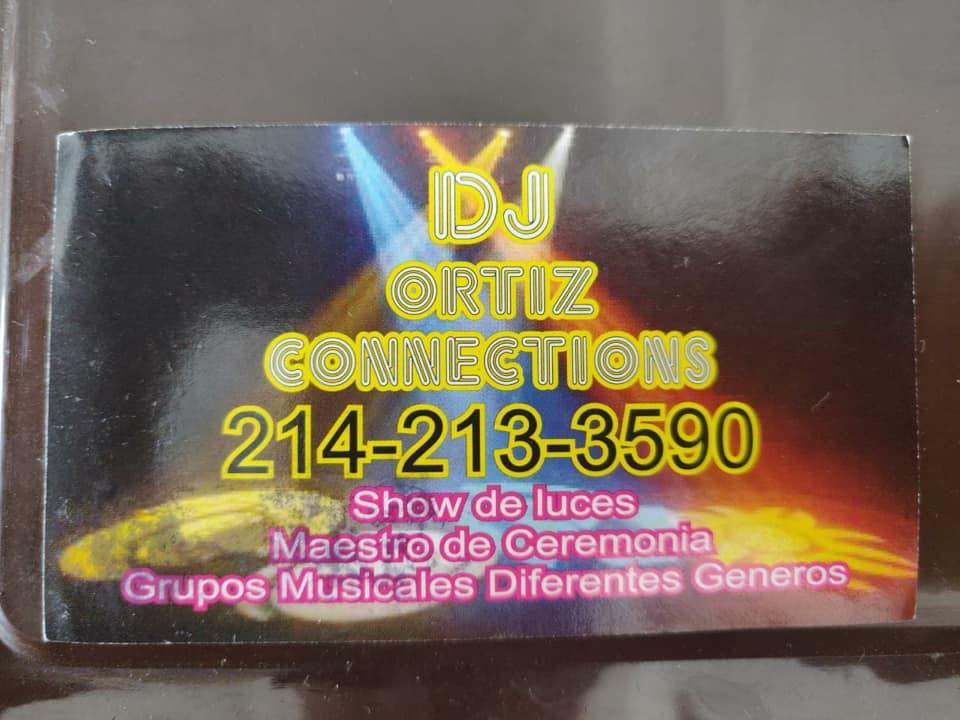 DJ
ORTIZ
CONNECTIONS
214-213-3590
Show de luces
Maestro de Ceremonia
Grupos Musicales Diferentes Generos